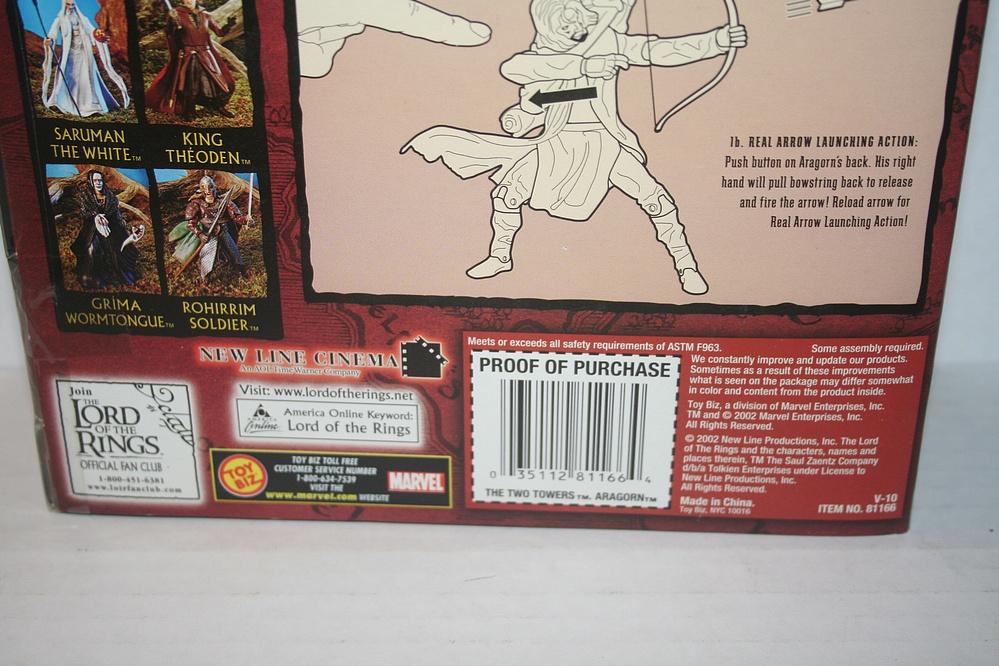 SARUMAN
THE WHITE™
KING
THÉODEN™
GRÍMA
WORMTONGUE™
ROHIRRIM
SOLDIER™
1b. REAL ARROW LAUNCHING ACTION:
Push button on Aragorn's back. His right
hand will pull bowstring back to release
and fire the arrow! Reload arrow for
Real Arrow Launching Action!
NEW LINE CINEMA
An AOL Time Warner Company
Join
THE
LORD
OF THE
RINGS
OFFICIAL FAN CLUB
1-800-451-6381
www.lotrfanclub.com
Visit: www.lordoftherings.net
AMERICA
Online
America Online Keyword:
Lord of the Rings
TOY
BIZ
TOY BIZ TOLL FREE
CUSTOMER SERVICE NUMBER
1-800-634-7539
VISIT THE
www.marvel.com WEBSITE
MARVEL
Meets or exceeds all safety requirements of ASTM F963.
Some assembly required.
PROOF OF PURCHASE
0 35112 81166 4
THE TWO TOWERS™. ARAGORN™
We constantly improve and update our products.
Sometimes as a result of these improvements
what is seen on the package may differ somewhat
in color and content from the product inside.
Toy Biz, a division of Marvel Enterprises, Inc.
TM and © 2002 Marvel Enterprises, Inc.
All Rights Reserved.
© 2002 New Line Productions, Inc. The Lord
of The Rings and the characters, names and
places therein, TM The Saul Zaentz Company
d/b/a Tolkien Enterprises under License to
New Line Productions, Inc.
All Rights Reserved.
Made in China.
Toy Biz, NYC 10016
V-10
ITEM NO. 81166